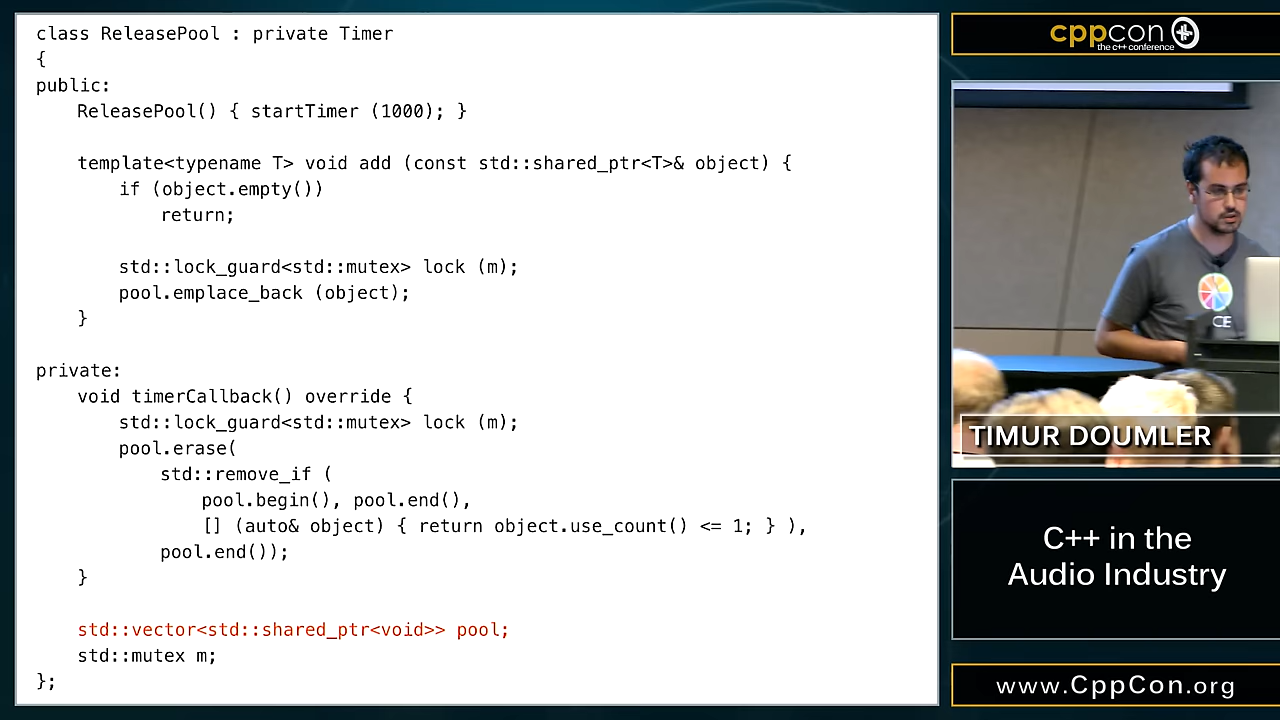 class ReleasePool : private Timer
{
public:
ReleasePool() { startTimer (1000); }
template<typename T> void add (const std::shared_ptr<T>& object) {
if (object.empty())
return;
std::lock_guard<std::mutex> lock (m);
pool.emplace_back (object);
}
private:
void timerCallback() override {
std::lock_guard<std::mutex> lock (m);
pool.erase(
std::remove_if (
pool.begin(), pool.end(),
[] (auto& object) { return object.use_count() <= 1; } ),
pool.end());
}
std::vector<std::shared_ptr<void>> pool;
std::mutex m;
};
cppcon
the c++ conference
CE
TIMUR DOUMLER
C++ in the
Audio Industry
www.CppCon.org